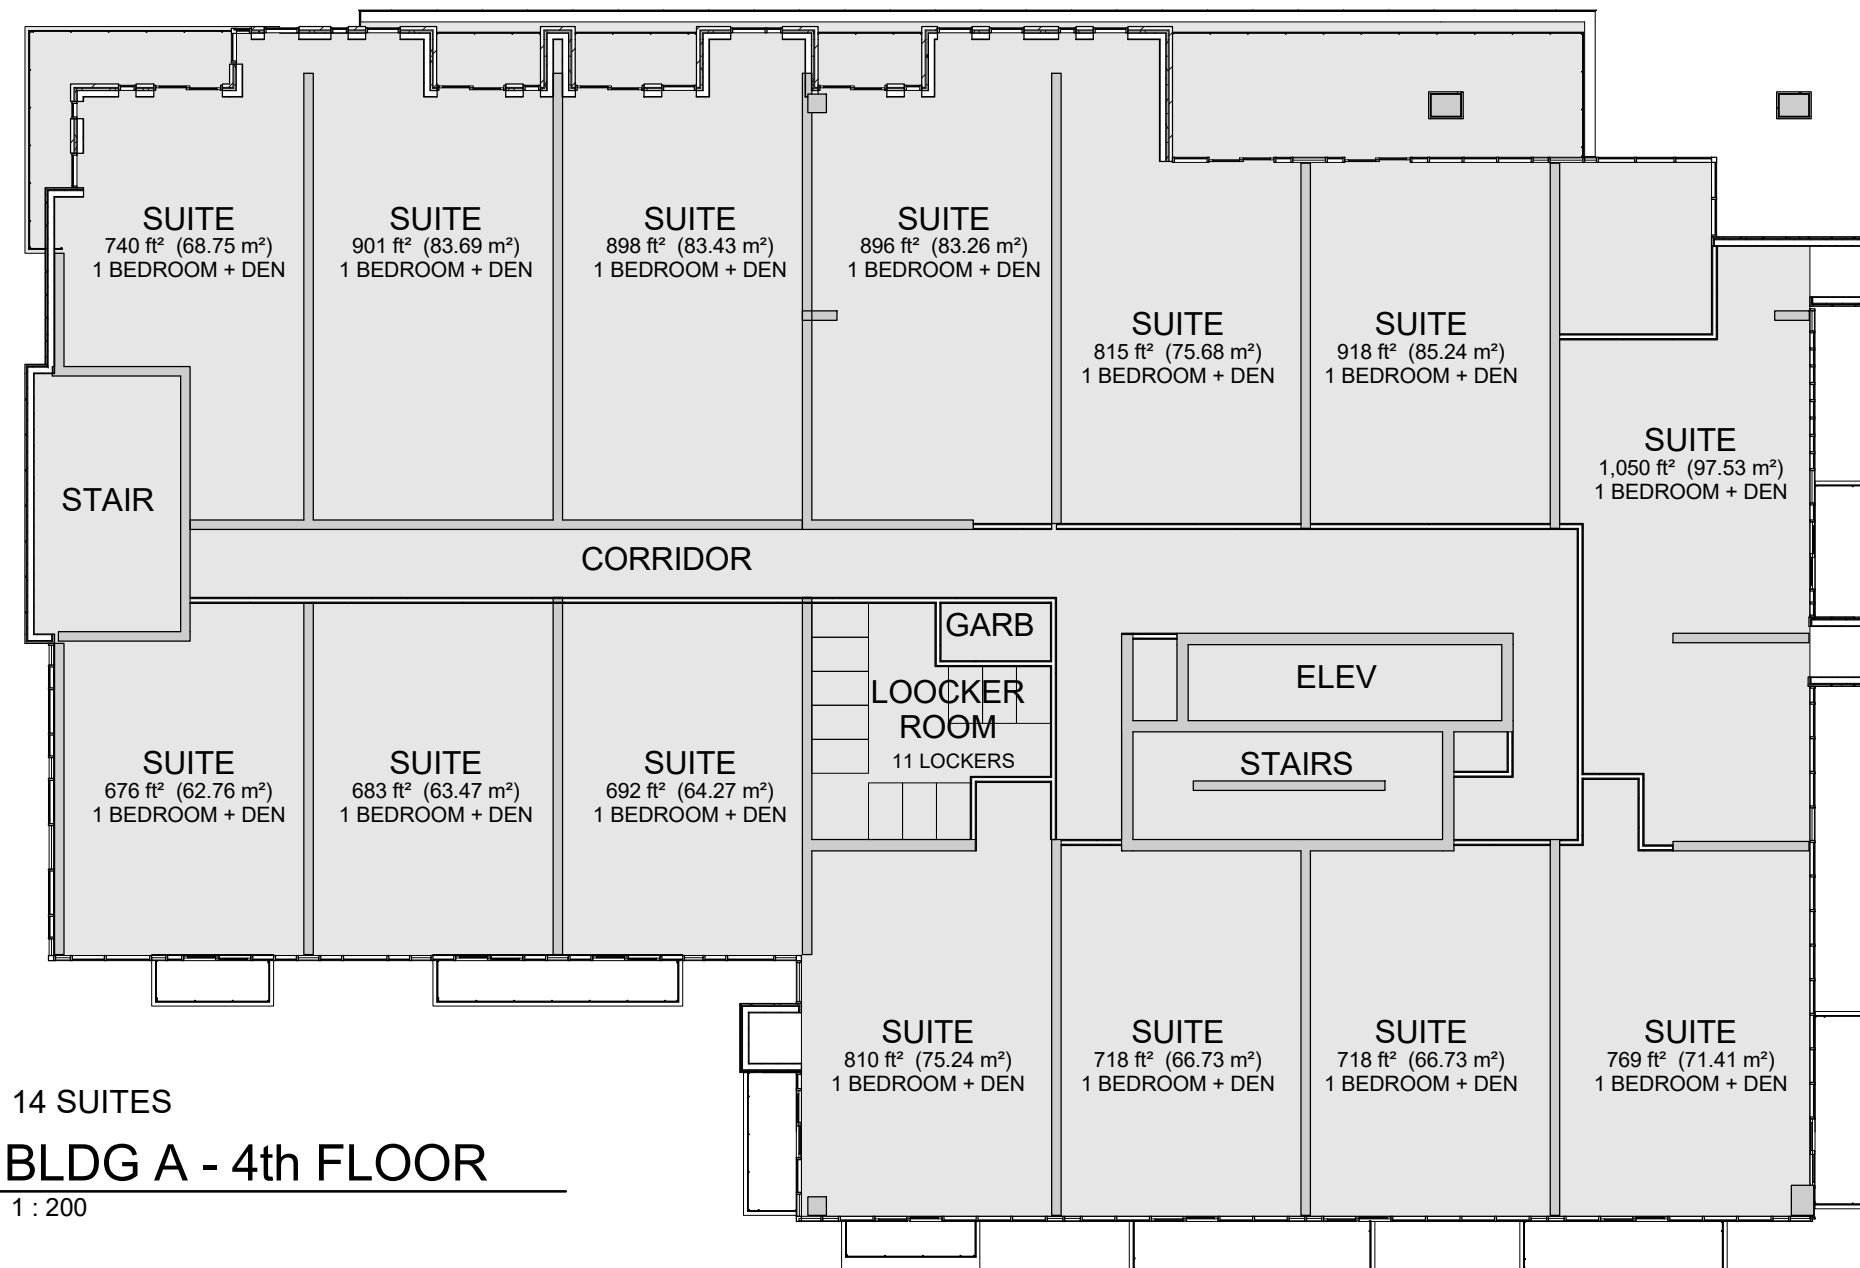 SUITE
740 ft² (68.75 m²)
1 BEDROOM + DEN
SUITE
901 ft² (83.69 m²)
1 BEDROOM + DEN
SUITE
898 ft² (83.43 m²)
1 BEDROOM + DEN
SUITE
896 ft² (83.26 m²)
1 BEDROOM + DEN
SUITE
815 ft² (75.68 m²)
1 BEDROOM + DEN
SUITE
918 ft² (85.24 m²)
1 BEDROOM + DEN
SUITE
1,050 ft² (97.53 m²)
1 BEDROOM + DEN
STAIR
CORRIDOR
GARB
LOOCKER
ROOM
11 LOCKERS
ELEV
STAIRS
SUITE
676 ft² (62.76 m²)
1 BEDROOM + DEN
SUITE
683 ft² (63.47 m²)
1 BEDROOM + DEN
SUITE
692 ft² (64.27 m²)
1 BEDROOM + DEN
SUITE
810 ft² (75.24 m²)
1 BEDROOM + DEN
SUITE
718 ft² (66.73 m²)
1 BEDROOM + DEN
SUITE
718 ft² (66.73 m²)
1 BEDROOM + DEN
SUITE
769 ft² (71.41 m²)
1 BEDROOM + DEN
14 SUITES
BLDG A - 4th FLOOR
1 : 200